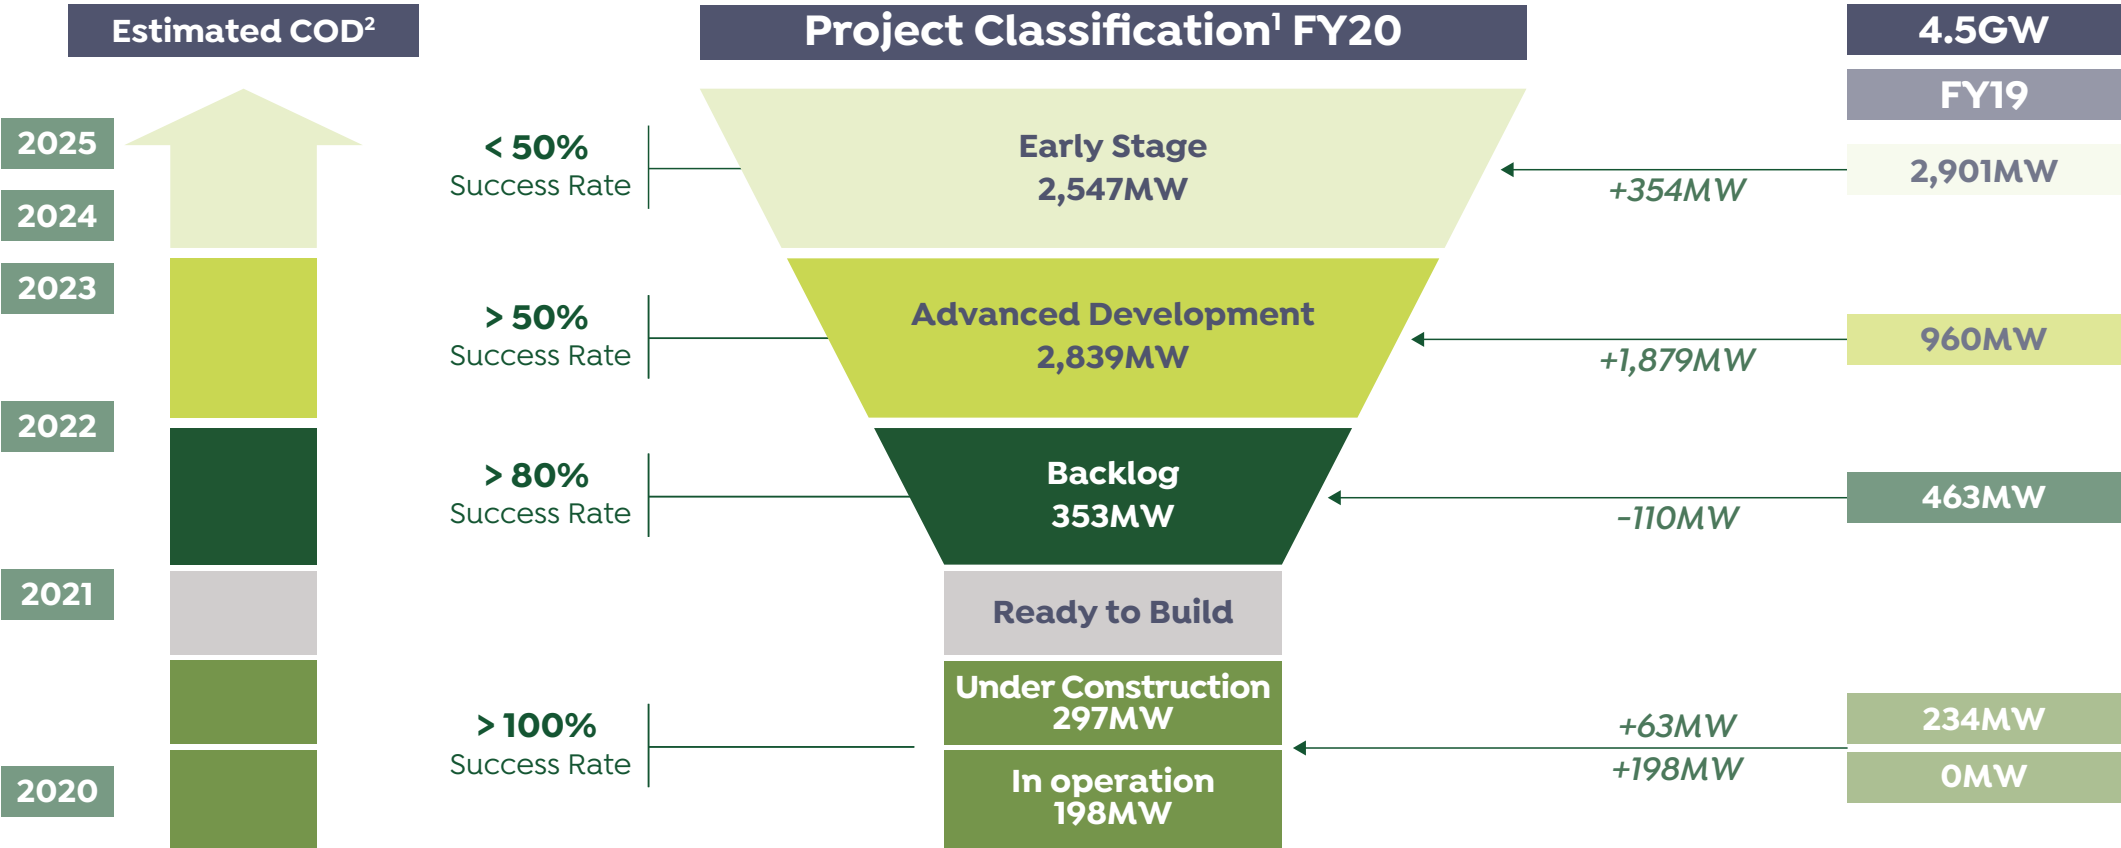 Estimated COD²
Project Classification¹ FY20
4.5GW
FY19
2025
2024
2023
2022
2021
2020
< 50%
Success Rate
> 50%
Success Rate
> 80%
Success Rate
> 100%
Success Rate
Early Stage
2,547MW
Advanced Development
2,839MW
Backlog
353MW
Ready to Build
Under Construction
297MW
In operation
198MW
+354MW
+1,879MW
-110MW
+63MW
+198MW
2,901MW
960MW
463MW
234MW
0MW